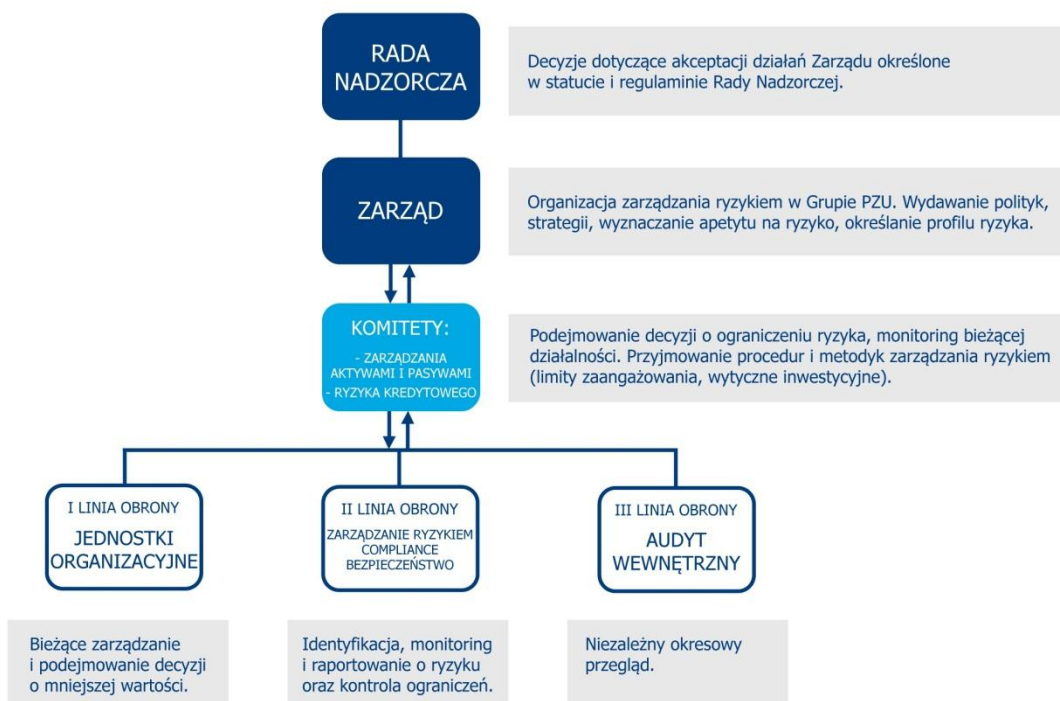 RADA
NADZORCZA
Decyzje dotyczące akceptacji działań Zarządu określone
w statucie i regulaminie Rady Nadzorczej.
ZARZĄD
Organizacja zarządzania ryzykiem w Grupie PZU. Wydawanie polityk,
strategii, wyznaczanie apetytu na ryzyko, określanie profilu ryzyka.
KOMITETY:
- ZARZĄDZANIA
AKTYWAMI I PASYWAMI
- RYZYKA KREDYTOWEGO
Podejmowanie decyzji o ograniczeniu ryzyka, monitoring bieżącej
działalności. Przyjmowanie procedur i metodyk zarządzania ryzykiem
(limity zaangażowania, wytyczne inwestycyjne).
I LINIA OBRONY
JEDNOSTKI
ORGANIZACYJNE
II LINIA OBRONY
ZARZĄDZANIE RYZYKIEM
COMPLIANCE
BEZPIECZEŃSTWO
III LINIA OBRONY
AUDYT
WEWNĘTRZNY
Bieżące zarządzanie
i podejmowanie decyzji
o mniejszej wartości.
Identyfikacja, monitoring
i raportowanie o ryzyku
oraz kontrola ograniczeń.
Niezależny okresowy
przegląd.